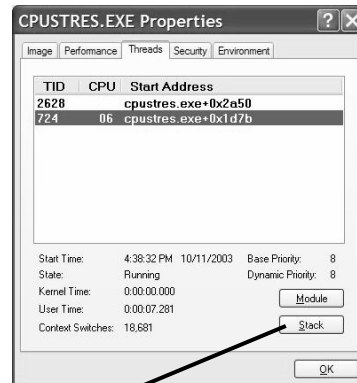 CPUSTRES.EXE Properties
Image Performance Threads Security Environment
TID CPU Start Address
2628 cpustres.exe+0x2a50
724 06 cpustres.exe+0x1d7b
Start Time: 4:38:32 PM 10/11/2003 Base Priority: 8
State: Running Dynamic Priority: 8
Kernel Time: 0:00:00.000
Module
User Time: 0:00:07.281
Context Switches: 18,681 Stack
OK